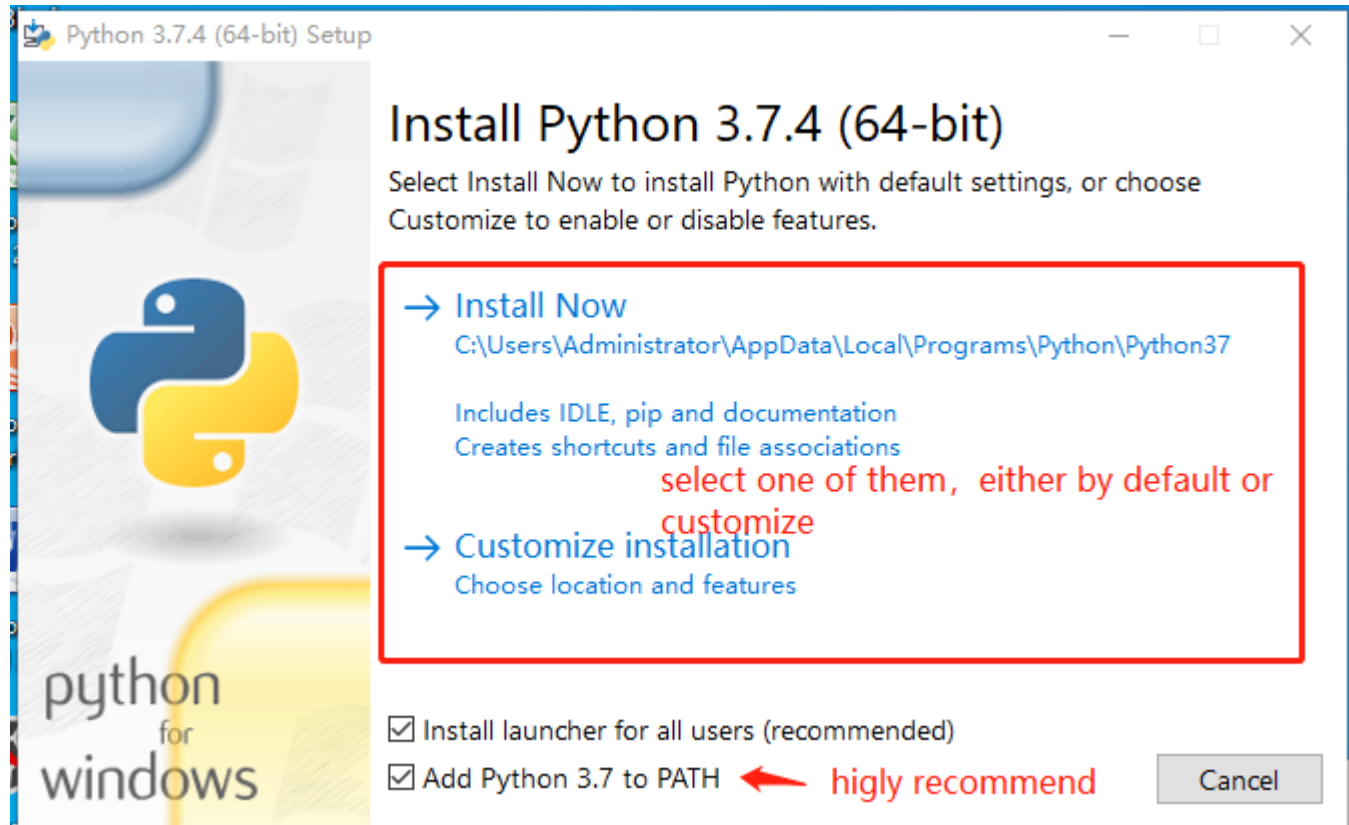 Python 3.7.4 (64-bit) Setup
Install Python 3.7.4 (64-bit)
Select Install Now to install Python with default settings, or choose
Customize to enable or disable features.
Install Now
C:\Users\Administrator\AppData\Local\Programs\Python\Python37
Includes IDLE, pip and documentation
Creates shortcuts and file associations
select one of them，either by default or
customize
Customize installation
Choose location and features
python
for
windows
Install launcher for all users (recommended)
Add Python 3.7 to PATH
higly recommend
Cancel